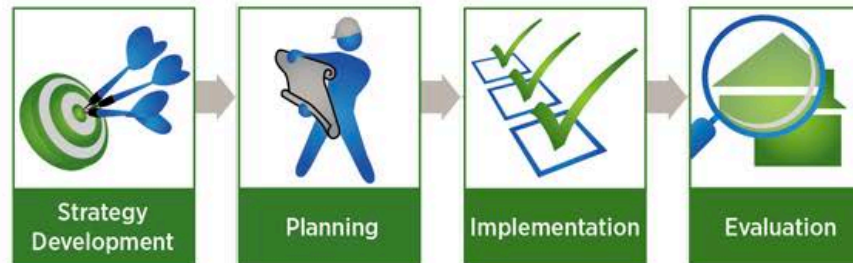 Strategy
Development
Planning
Implementation
Evaluation